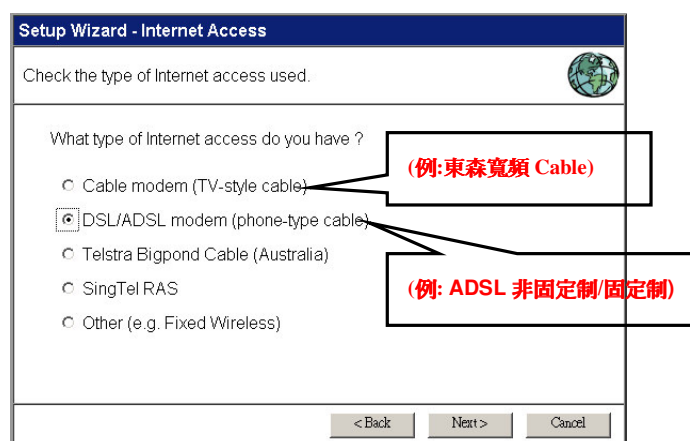 Setup Wizard - Internet Access
Check the type of Internet access used.
What type of Internet access do you have ?
Cable modem (TV-style cable)
(例:東森寬頻 Cable)
DSL/ADSL modem (phone-type cable)
Telstra Bigpond Cable (Australia)
SingTel RAS
(例: ADSL 非固定制/固定制)
Other (e.g. Fixed Wireless)
< Back
Next >
Cancel